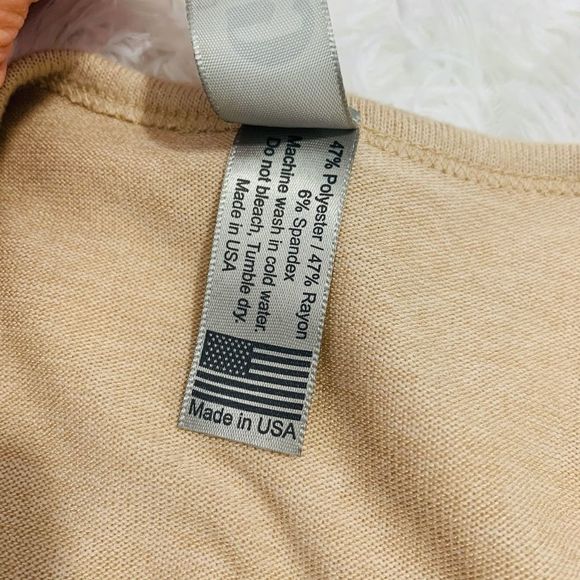 47% Polyester / 47% Rayon
6% Spandex
Machine wash in cold water.
Do not bleach. Tumble dry.
Made in USA
Made in USA